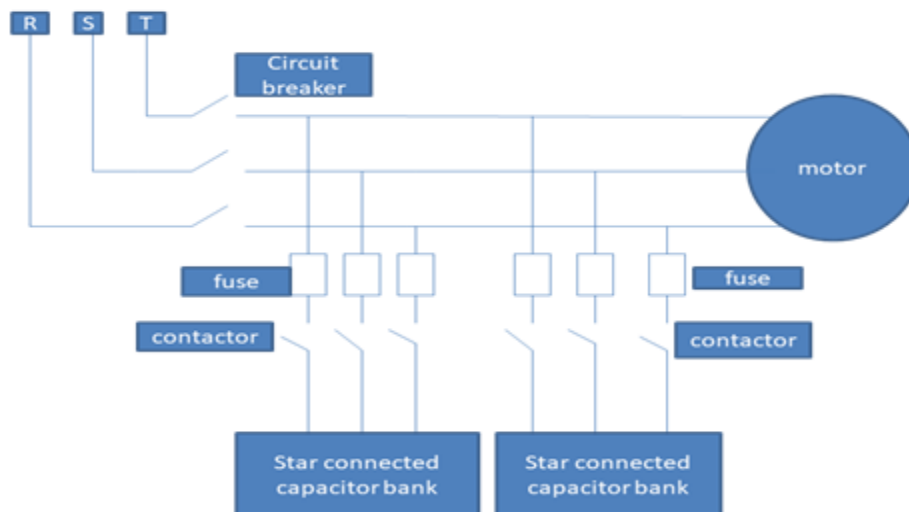 R S T
Circuit
breaker
motor
fuse
fuse
contactor
contactor
Star connected
capacitor bank
Star connected
capacitor bank